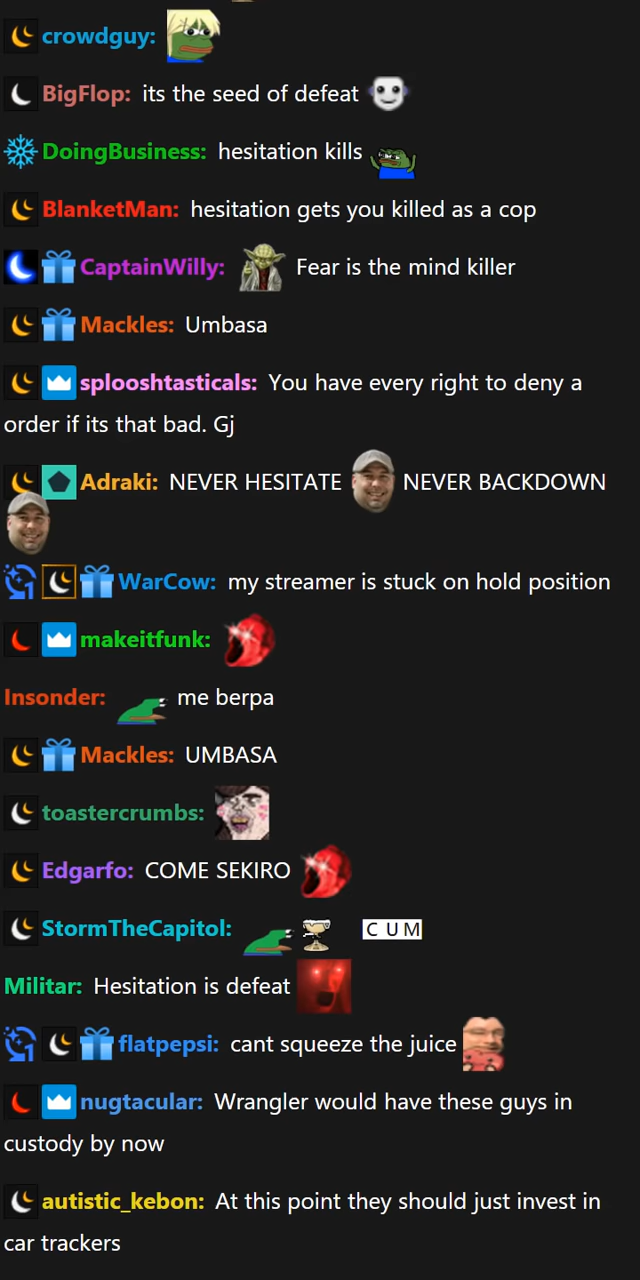 crowdguy:
BigFlop: its the seed of defeat
DoingBusiness: hesitation kills
BlanketMan: hesitation gets you killed as a cop
CaptainWilly: Fear is the mind killer
Mackles: Umbasa
splooshtasticals: You have every right to deny a
order if its that bad. Gj
Adraki: NEVER HESITATE NEVER BACKDOWN
WarCow: my streamer is stuck on hold position
makeitfunk:
Insonder: me berpa
Mackles: UMBASA
toastercrumbs:
Edgarfo: COME SEKIRO
StormTheCapitol: C U M
Militar: Hesitation is defeat
flatpepsi: cant squeeze the juice
nugtacular: Wrangler would have these guys in
custody by now
autistic_kebon: At this point they should just invest in
car trackers